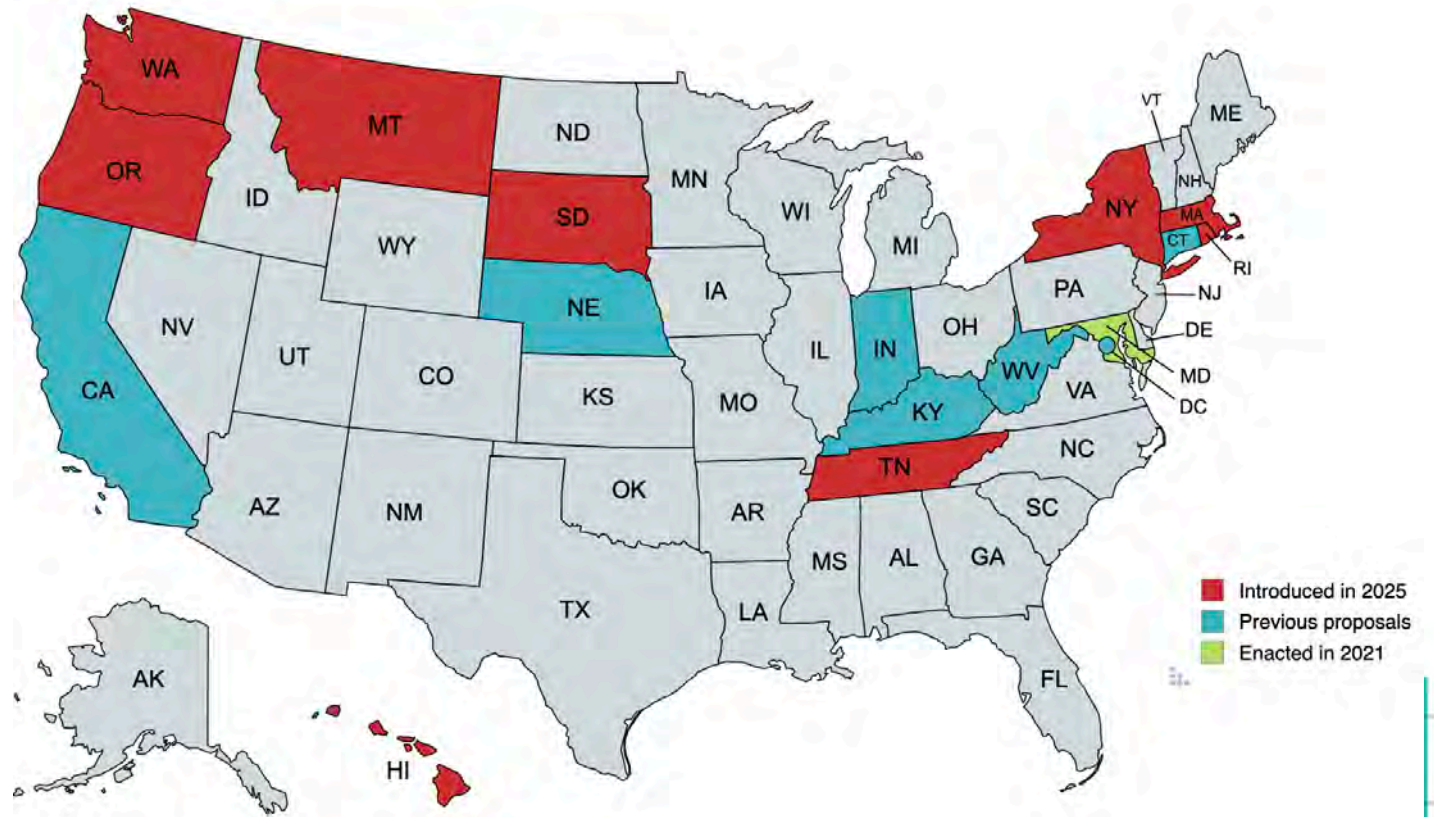 WA
MT
ND
MN
VT
ME
OR
ID
SD
WI
NH
NY
MA
WY
MI
CT
RI
NE
IA
PA
NJ
NV
UT
CO
IL
IN
OH
DE
CA
KS
MO
WV
VA
MD
KY
DC
AZ
NM
OK
AR
TN
NC
SC
MS
AL
GA
TX
LA
FL
AK
HI
Introduced in 2025
Previous proposals
Enacted in 2021